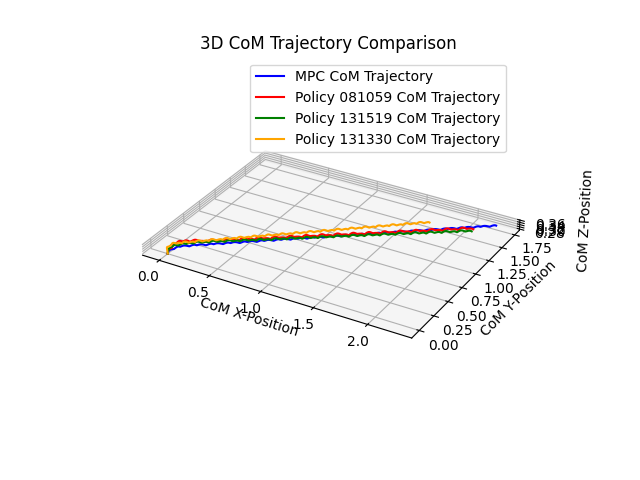 3D CoM Trajectory Comparison
MPC CoM Trajectory
Policy 081059 CoM Trajectory
Policy 131519 CoM Trajectory
Policy 131330 CoM Trajectory
0.0
0.5
1.0
1.5
2.0
CoM X-Position
0.00
0.25
0.50
0.75
1.00
1.25
1.50
1.75
CoM Y-Position
0.36
CoM Z-Position